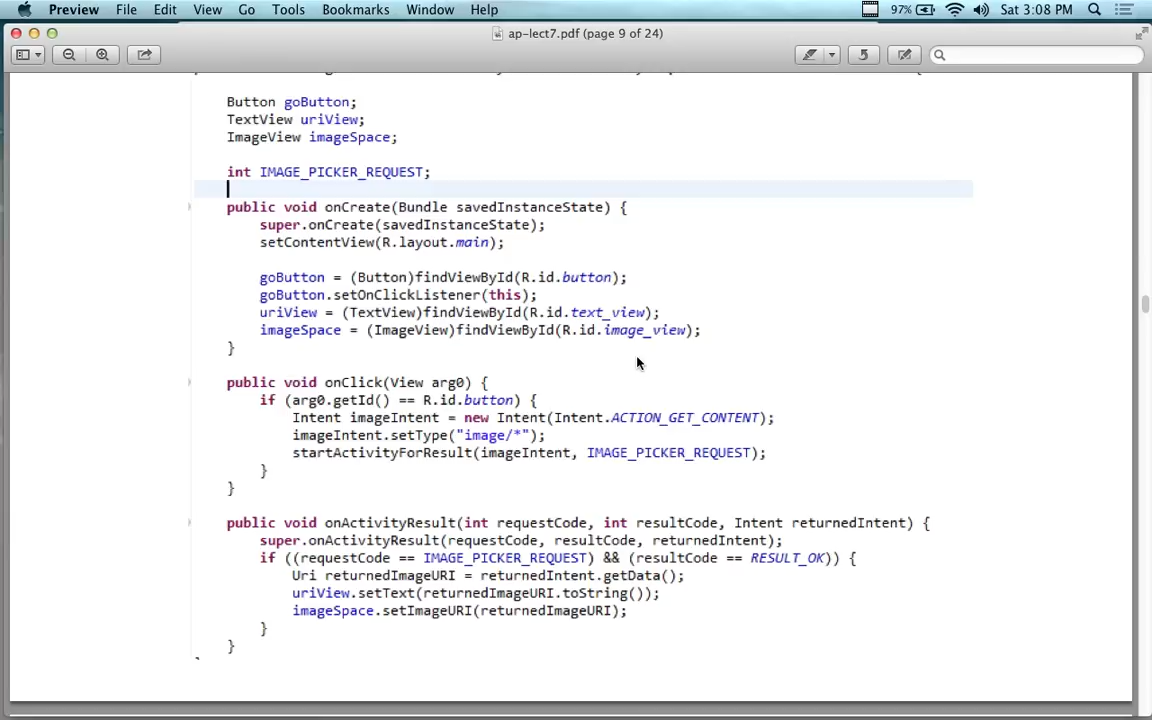 Preview File Edit View Go Tools Bookmarks Window Help 97% Sat 3:08 PM
ap-lect7.pdf (page 9 of 24)
Button goButton;
TextView uriView;
ImageView imageSpace;
int IMAGE_PICKER_REQUEST;
public void onCreate(Bundle savedInstanceState) {
super.onCreate(savedInstanceState);
setContentView(R.layout.main);
goButton = (Button)findViewById(R.id.button);
goButton.setOnClickListener(this);
uriView = (TextView)findViewById(R.id.text_view);
imageSpace = (ImageView)findViewById(R.id.image_view);
}
public void onClick(View arg0) {
if (arg0.getId() == R.id.button) {
Intent imageIntent = new Intent(Intent.ACTION_GET_CONTENT);
imageIntent.setType("image/*");
startActivityForResult(imageIntent, IMAGE_PICKER_REQUEST);
}
}
public void onActivityResult(int requestCode, int resultCode, Intent returnedIntent) {
super.onActivityResult(requestCode, resultCode, returnedIntent);
if ((requestCode == IMAGE_PICKER_REQUEST) && (resultCode == RESULT_OK)) {
Uri returnedImageURI = returnedIntent.getData();
uriView.setText(returnedImageURI.toString());
imageSpace.setImageURI(returnedImageURI);
}
}